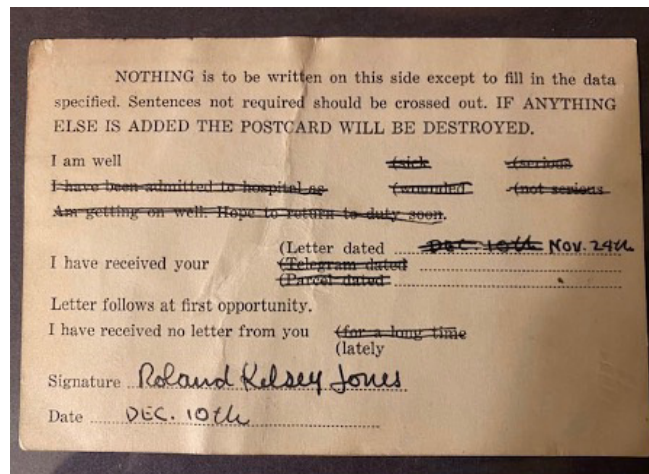 NOTHING is to be written on this side except to fill in the data
specified. Sentences not required should be crossed out. IF ANYTHING
ELSE IS ADDED THE POSTCARD WILL BE DESTROYED.
I am well (sick (serious
I have been admitted to hospital as (wounded (not serious
Am getting on well. Hope to return to duty soon.
(Letter dated DEC. 10th NOV. 24th
I have received your (Telegram dated
(Parcel dated
Letter follows at first opportunity.
I have received no letter from you (for a long time
(lately
Signature Roland Kelsey Jones
Date DEC. 10th